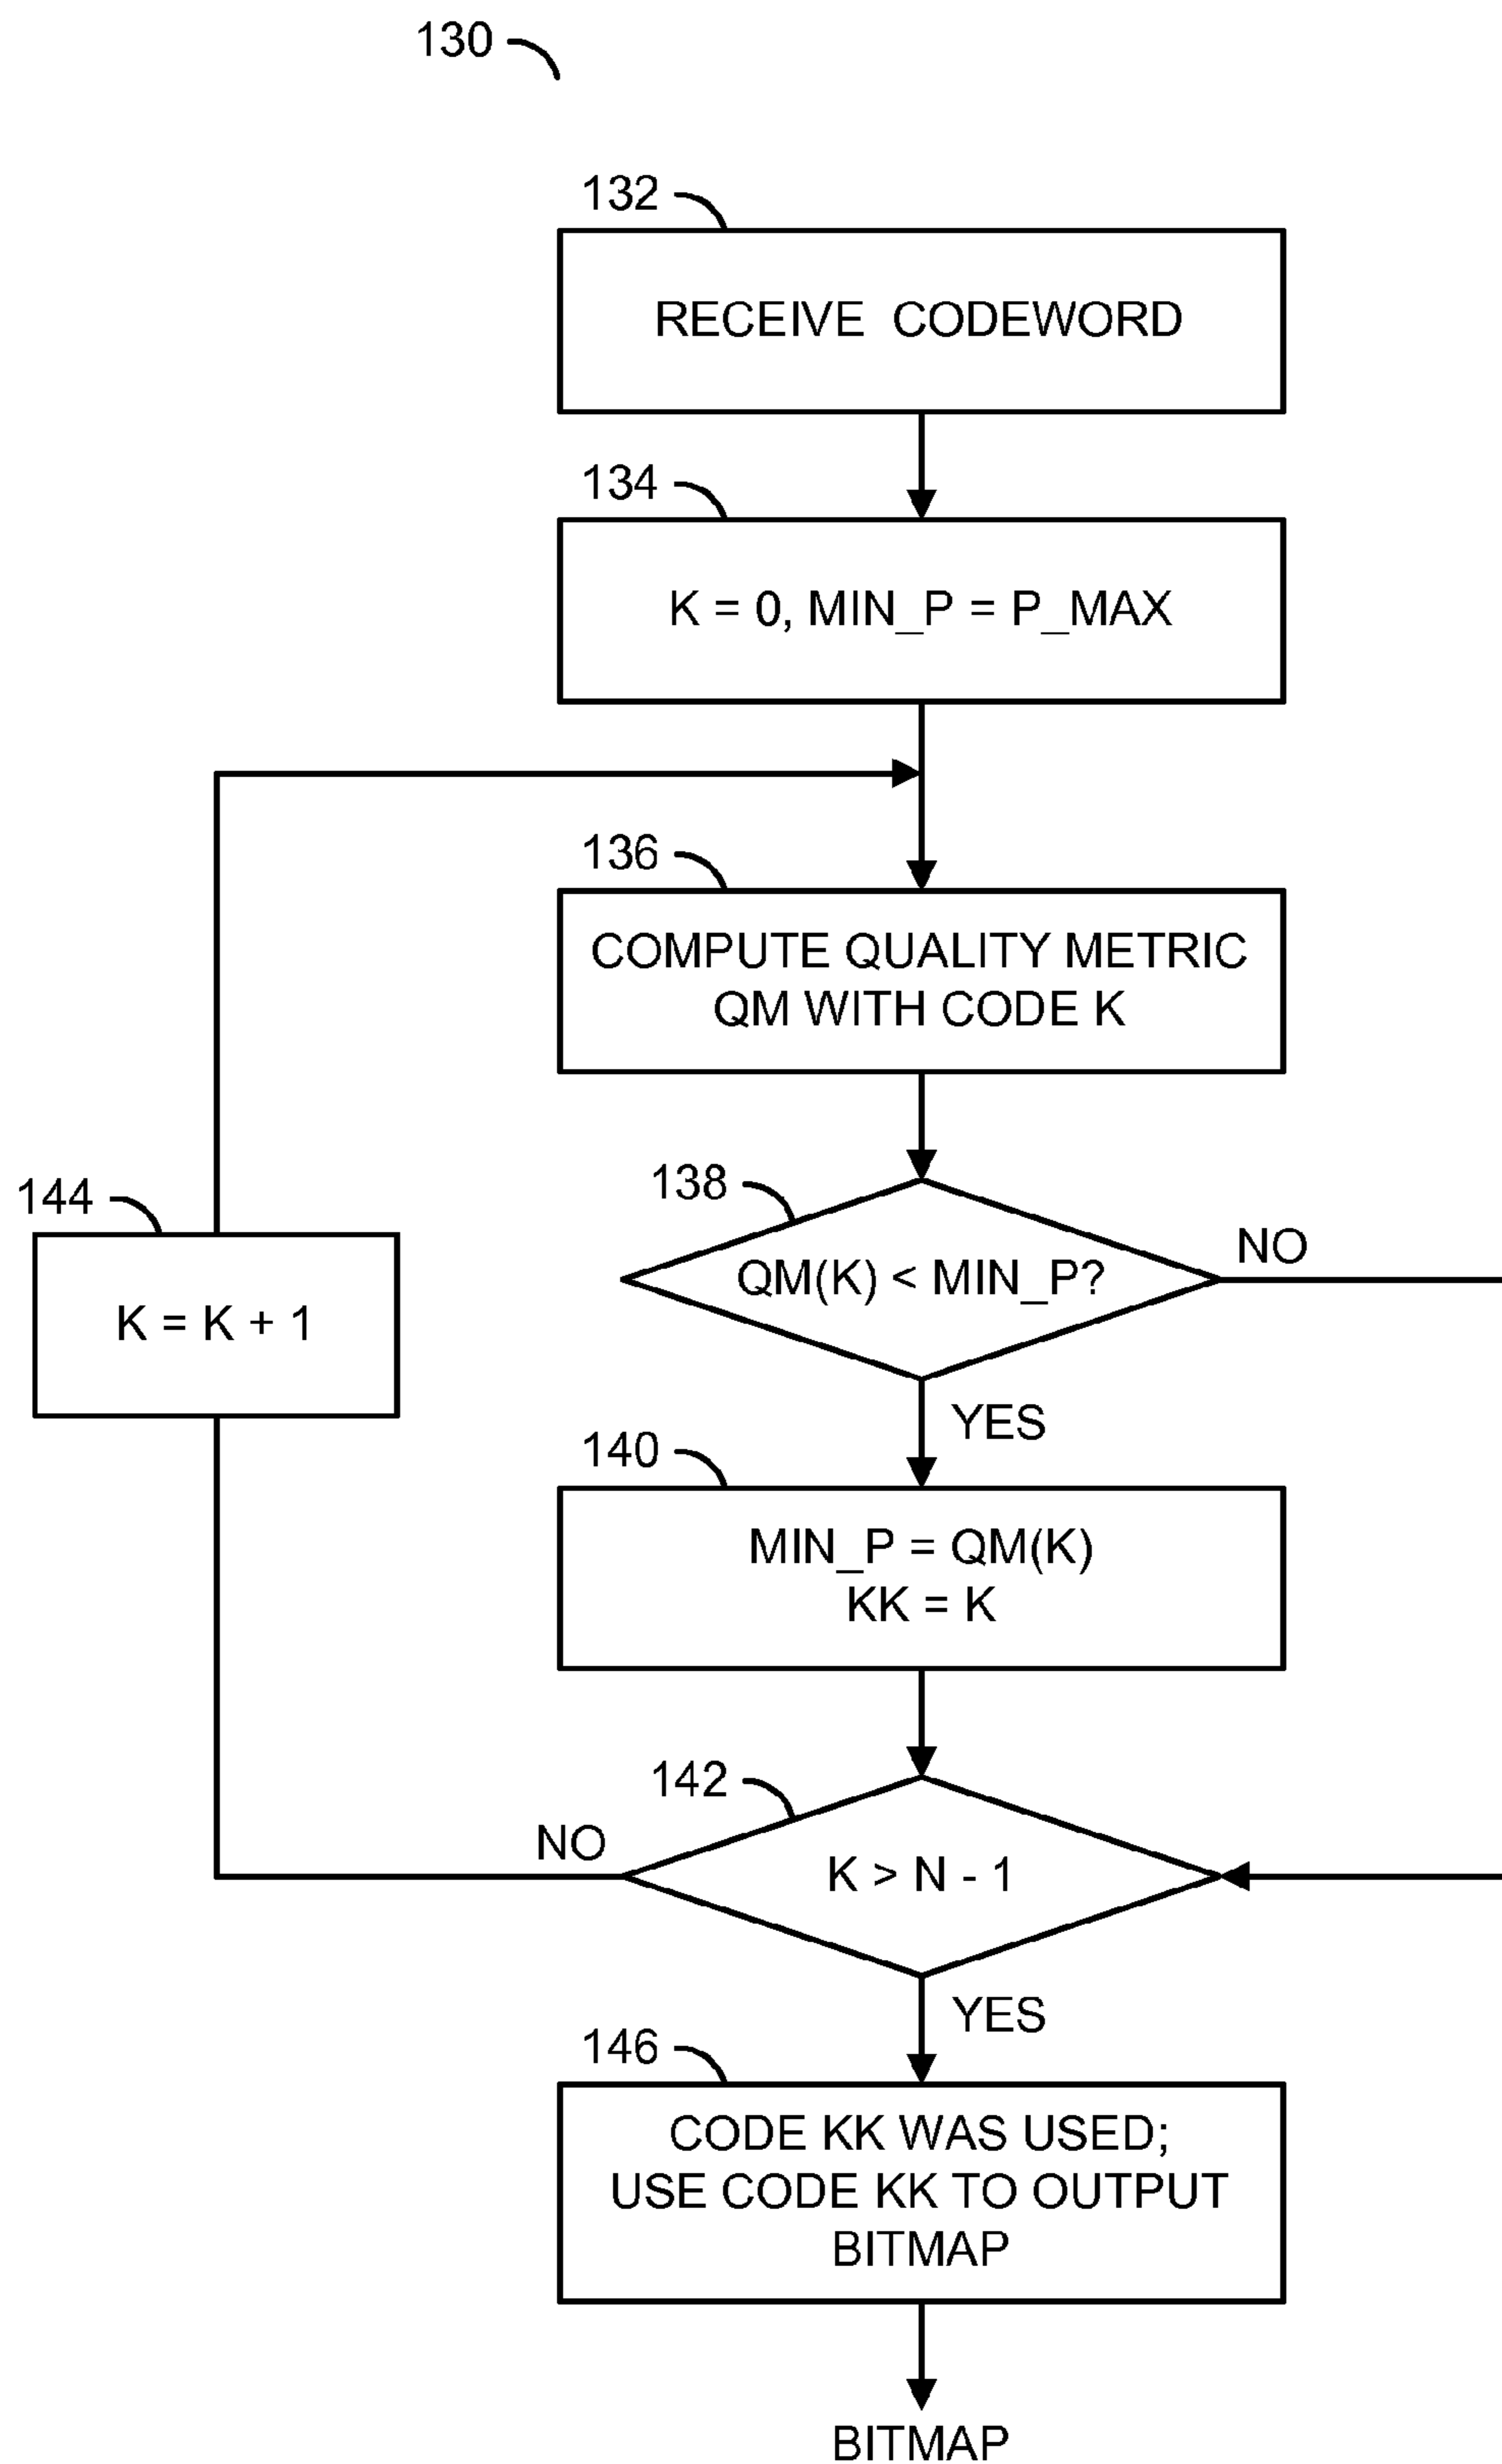 130
132
RECEIVE CODEWORD
134
K = 0, MIN_P = P_MAX
136
COMPUTE QUALITY METRIC
QM WITH CODE K
138
QM(K) < MIN_P?
NO
144
K = K + 1
YES
140
MIN_P = QM(K)
KK = K
142
NO
K > N - 1
YES
146
CODE KK WAS USED;
USE CODE KK TO OUTPUT
BITMAP
BITMAP